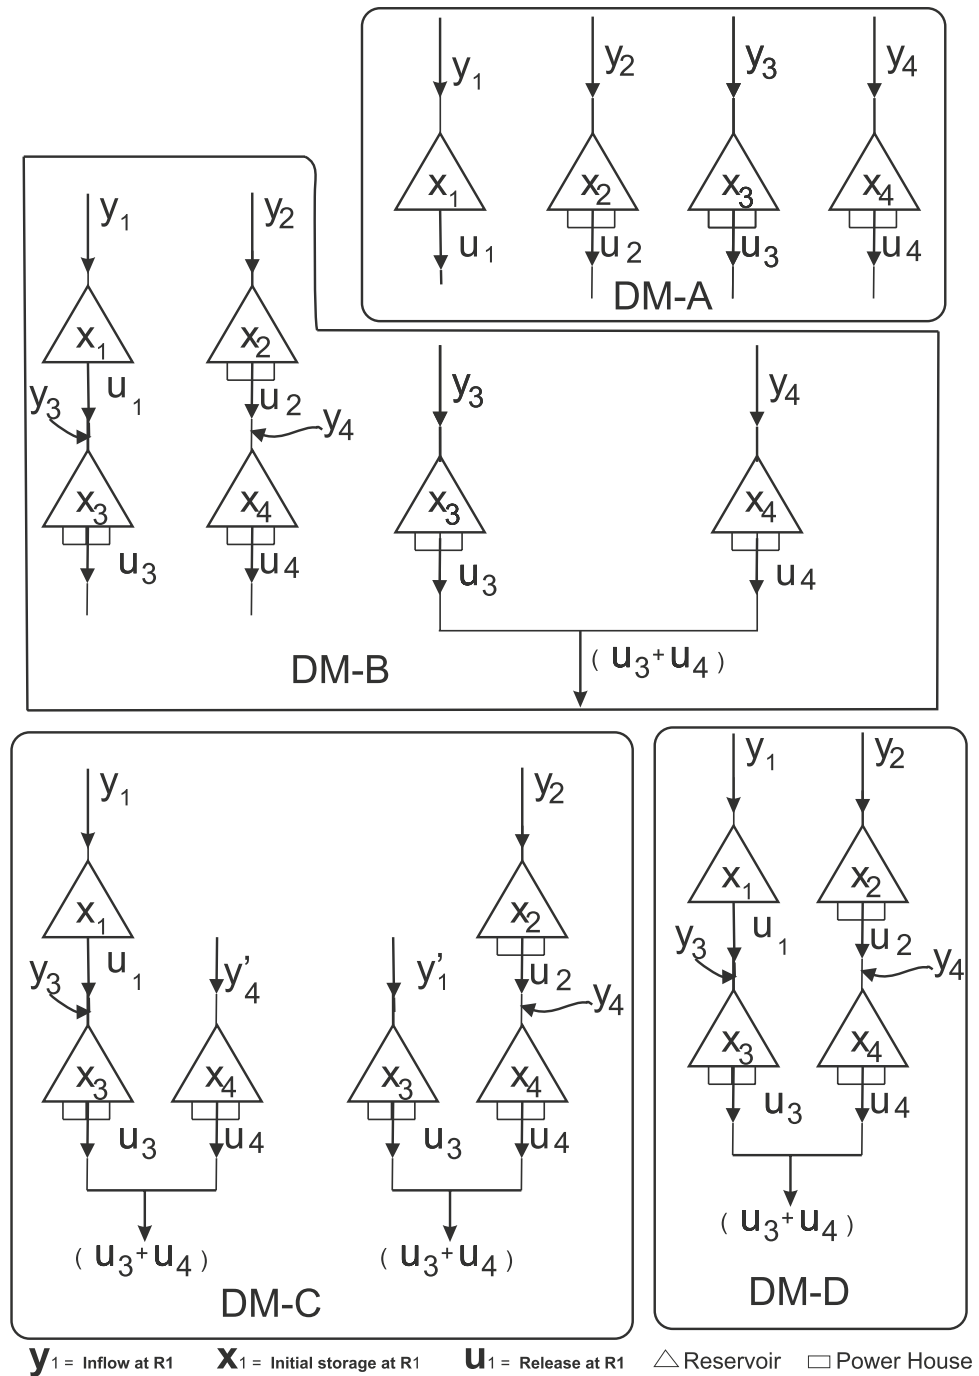 y1 y2 y3 y4
x1 x2 x3 x4
u1 u2 u3 u4
DM-A
y1 y2
x1 x2
u1 u2
y3 y4
x3 x4
u3 u4
y3 y4
x3 x4
u3 u4
(u3+u4)
DM-B
y1 y2
x1 x2
u1 y'4 y'1 u2
y3 y4
x3 x4 x3 x4
u3 u4 u3 u4
(u3+u4) (u3+u4)
DM-C
y1 y2
x1 x2
u1 u2
y3 y4
x3 x4
u3 u4
(u3+u4)
DM-D
y1 = Inflow at R1 x1 = Initial storage at R1 u1 = Release at R1 Reservoir Power House